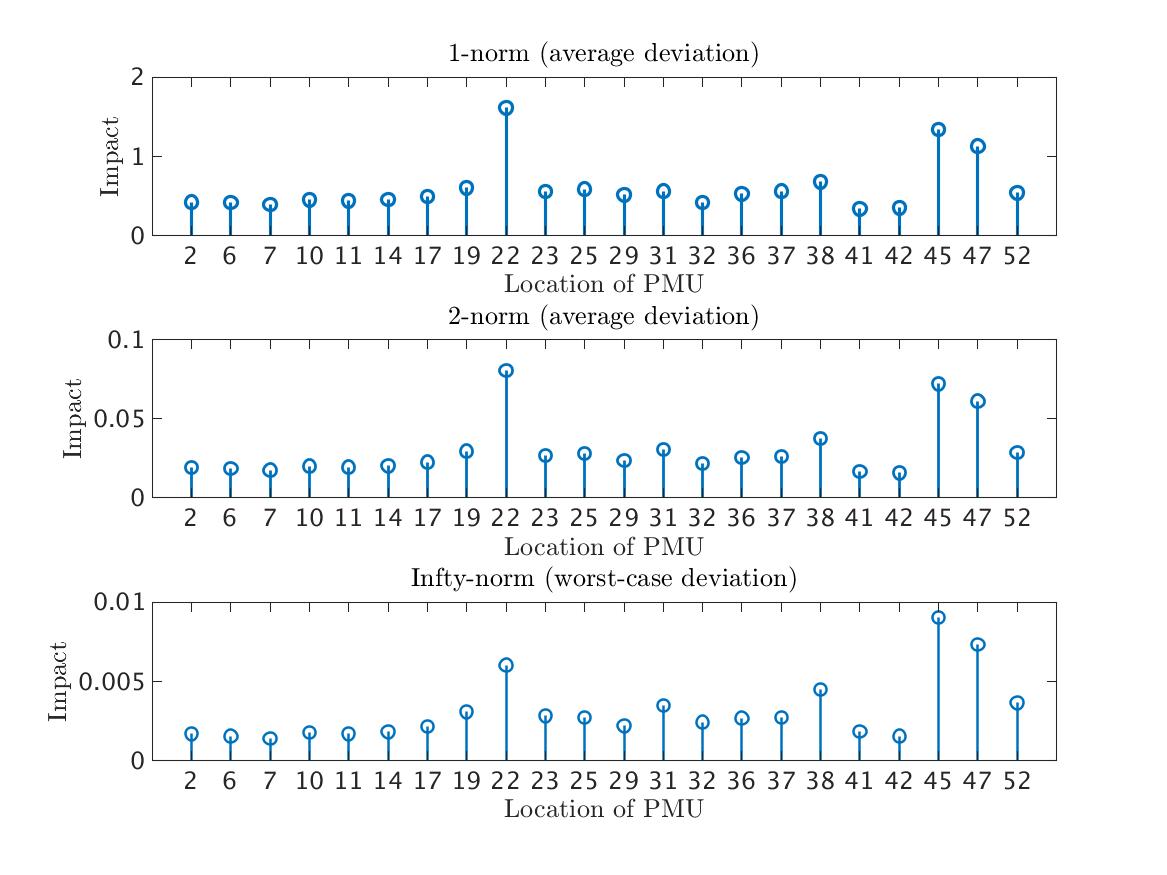 1-norm (average deviation)
2
1
0
Impact
2 6 7 10 11 14 17 19 22 23 25 29 31 32 36 37 38 41 42 45 47 52
Location of PMU
2-norm (average deviation)
0.1
0.05
0
Impact
2 6 7 10 11 14 17 19 22 23 25 29 31 32 36 37 38 41 42 45 47 52
Location of PMU
Infty-norm (worst-case deviation)
0.01
0.005
0
Impact
2 6 7 10 11 14 17 19 22 23 25 29 31 32 36 37 38 41 42 45 47 52
Location of PMU